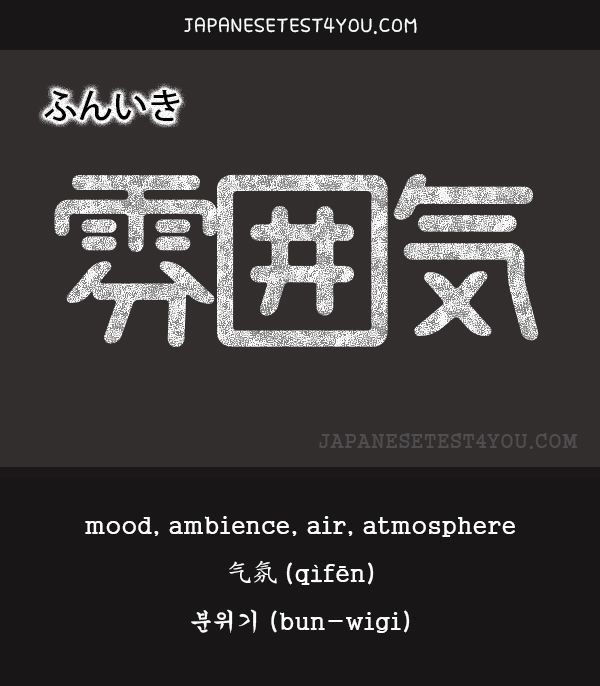 JAPANESETEST4YOU.COM
ふんいき
雰囲気
JAPANESETEST4YOU.COM
mood, ambience, air, atmosphere
气氛 (qìfēn)
분위기 (bun-wigi)